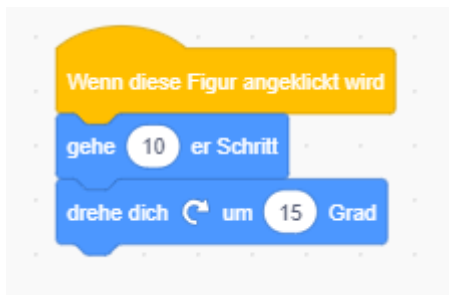 Wenn diese Figur angeklickt wird
gehe 10 er Schritt
drehe dich um 15 Grad